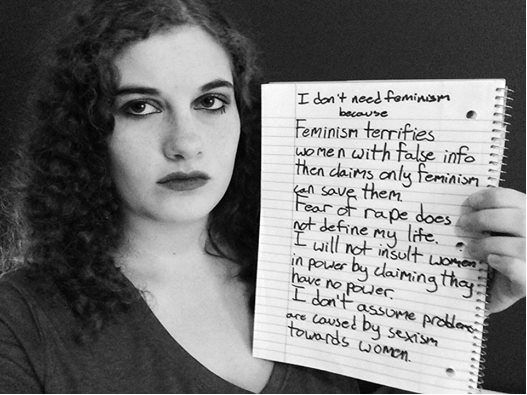 I don't need feminism
because
Feminism terrifies
women with false info
then claims only feminism
can save them.
Fear of rape does
not define my life.
I will not insult women
in power by claiming they
have no power.
I don't assume problems
are caused by sexism
towards women.